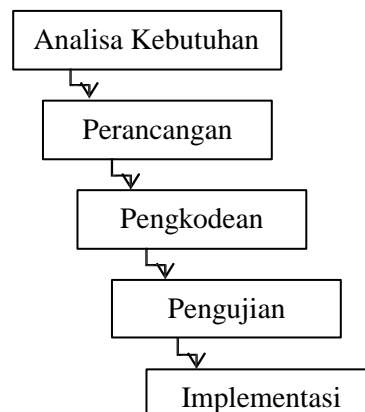 Analisa Kebutuhan
Perancangan
Pengkodean
Pengujian
Implementasi